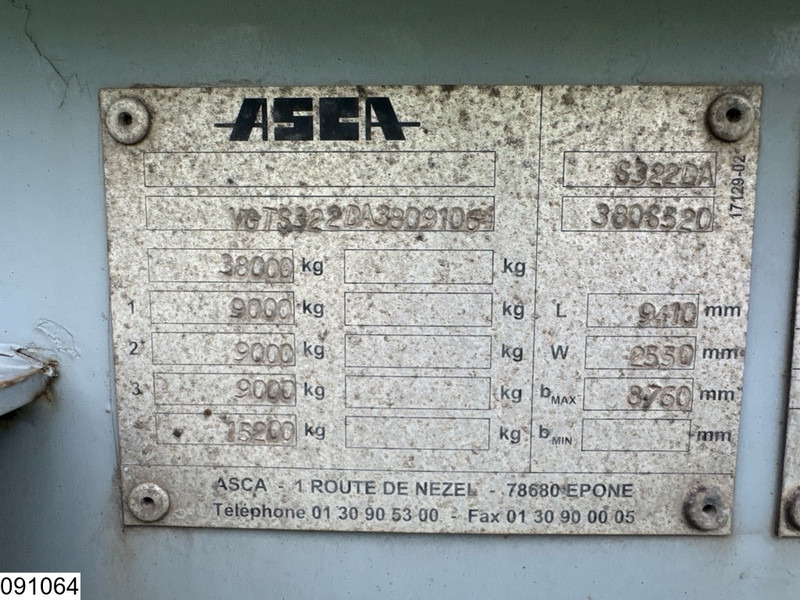 ASCA
S322DA
VGTS322DA38091064
380S520
17129-02
38000 kg kg
1 9000 kg kg L 9410 mm
2 9000 kg kg W 2550 mm
3 9000 kg kg bMAX 8760 mm
15200 kg kg bMIN mm
ASCA - 1 ROUTE DE NEZEL - 78680 EPONE
Téléphone 01 30 90 53 00 - Fax 01 30 90 00 05
091064